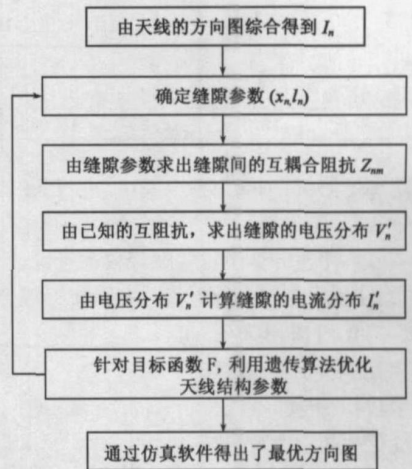 由天线的方向图综合得到 Iₙ
确定缝隙参数 (xₙ,lₙ)
由缝隙参数求出缝隙间的互耦合阻抗 Zₙₘ
由已知的互阻抗，求出缝隙的电压分布 Vₙ′
由电压分布 Vₙ′ 计算缝隙的电流分布 Iₙ′
针对目标函数 F, 利用遗传算法优化
天线结构参数
通过仿真软件得出了最优方向图